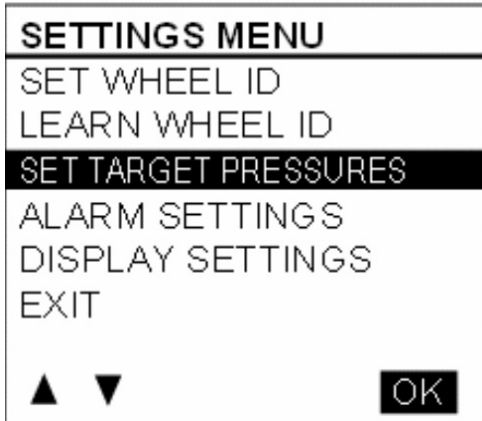 SETTINGS MENU
SET WHEEL ID
LEARN WHEEL ID
SET TARGET PRESSURES
ALARM SETTINGS
DISPLAY SETTINGS
EXIT
▲ ▼ OK